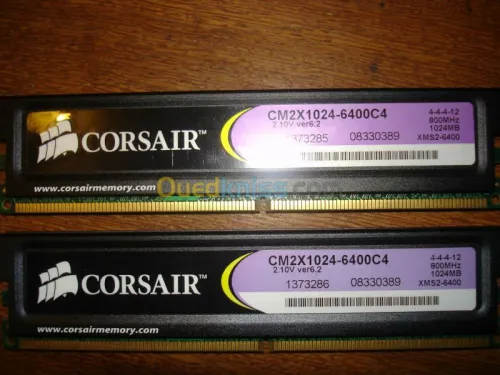 CORSAIR™
www.corsairmemory.com
CM2X1024-6400C4
2.10V ver6.2
1373285 08330389
4-4-4-12
800MHz
1024MB
XMS2-6400
Ouedkniss.com
CORSAIR™
www.corsairmemory.com
CM2X1024-6400C4
2.10V ver6.2
1373286 08330389
4-4-4-12
800MHz
1024MB
XMS2-6400